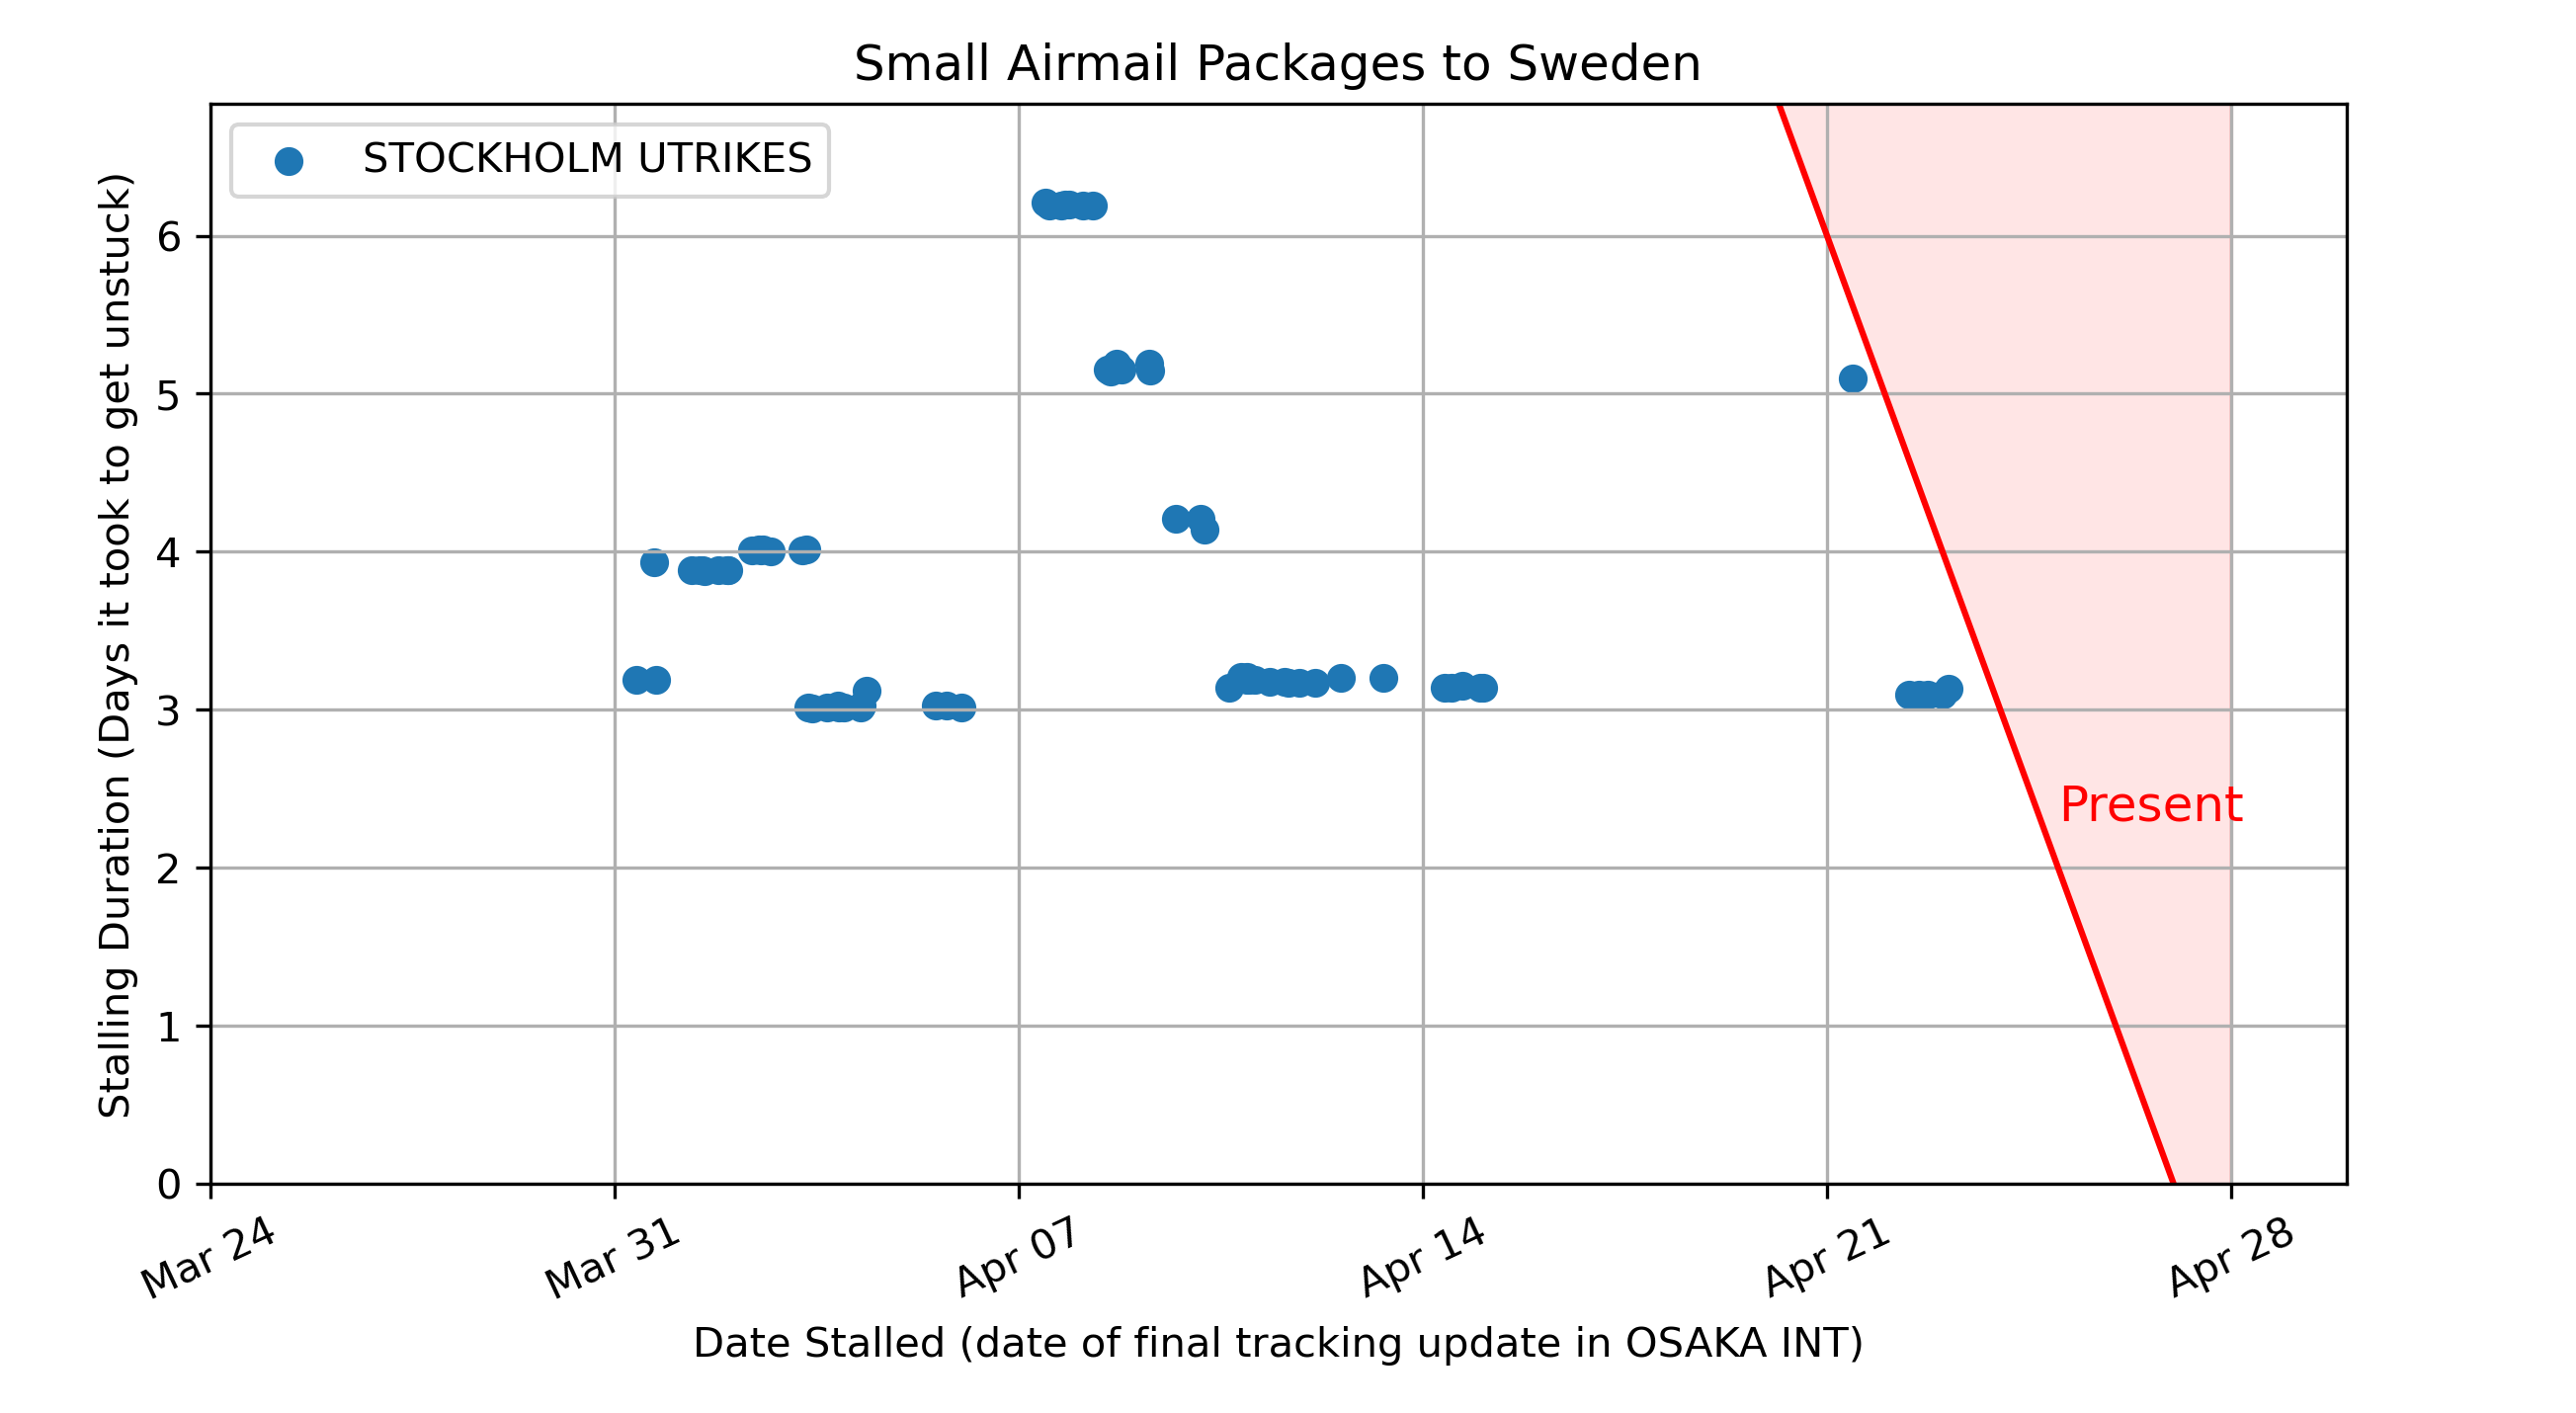 Small Airmail Packages to Sweden
STOCKHOLM UTRIKES
Stalling Duration (Days it took to get unstuck)
6
5
4
3
2
1
0
Present
Mar 24
Mar 31
Apr 07
Apr 14
Apr 21
Apr 28
Date Stalled (date of final tracking update in OSAKA INT)